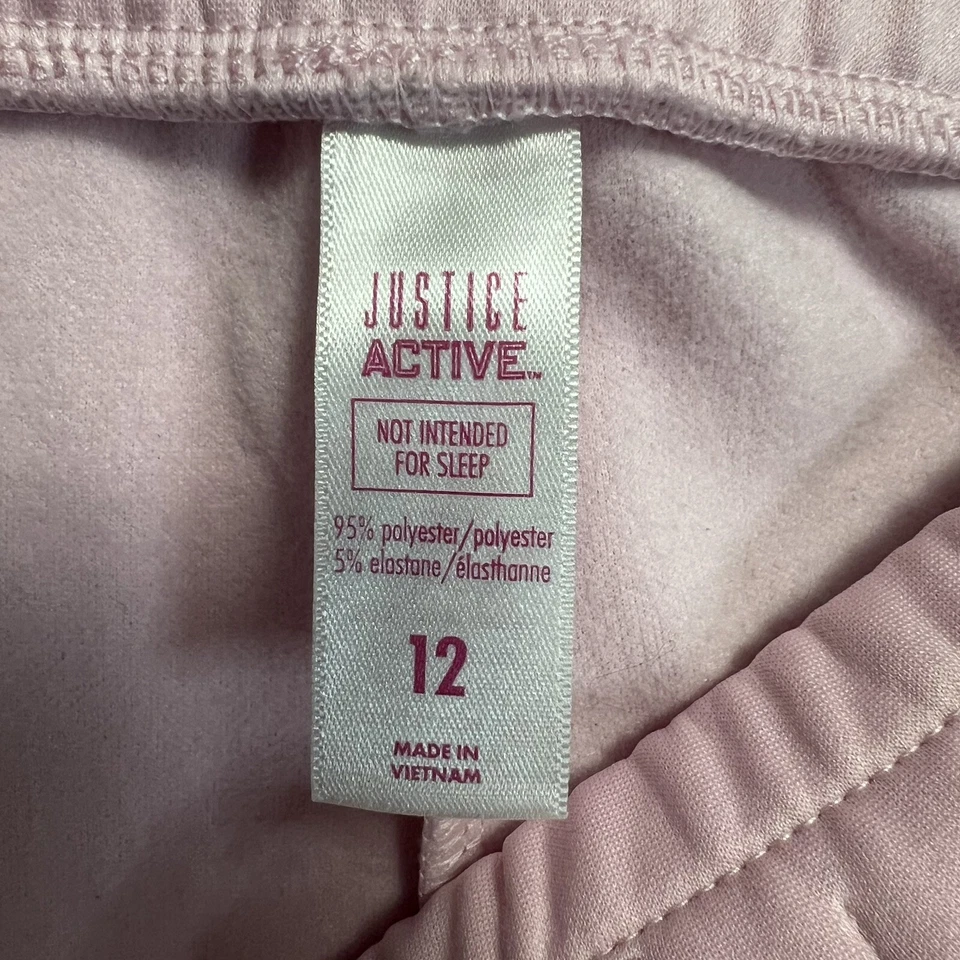 JUSTICE
ACTIVE™
NOT INTENDED
FOR SLEEP
95% polyester/polyester
5% elastane/élasthanne
12
MADE IN
VIETNAM